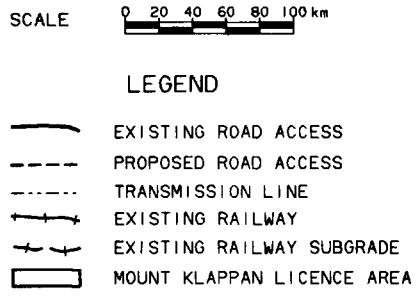 SCALE 0 20 40 60 80 100 km
LEGEND
EXISTING ROAD ACCESS
PROPOSED ROAD ACCESS
TRANSMISSION LINE
EXISTING RAILWAY
EXISTING RAILWAY SUBGRADE
MOUNT KLAPPAN LICENCE AREA